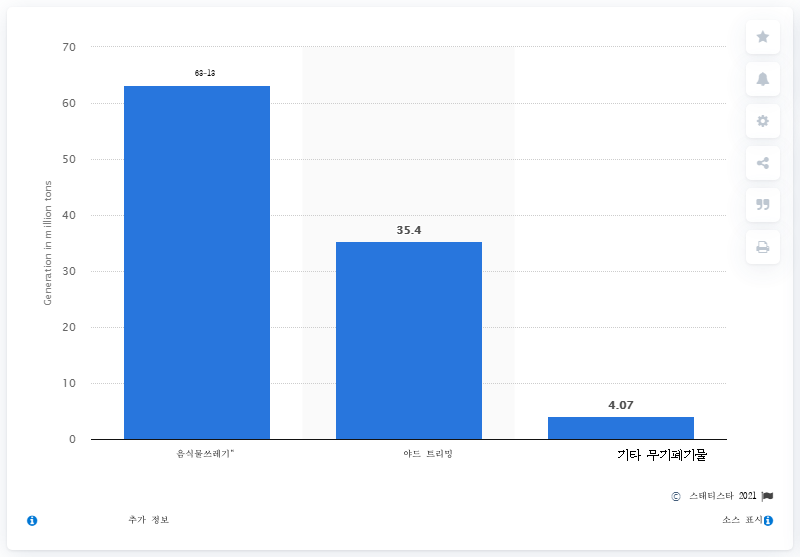 70
63-13
60
50
40
35.4
30
20
10
4.07
0
Generation in million tons
음식물쓰레기*
야드 트리밍
기타 무기폐기물
© 스태티스타 2021
추가 정보
소스 표시